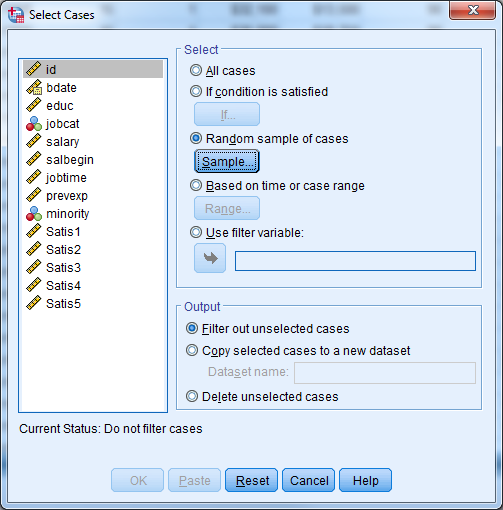 Select Cases
id
bdate
educ
jobcat
salary
salbegin
jobtime
prevexp
minority
Satis1
Satis2
Satis3
Satis4
Satis5
Select
All cases
If condition is satisfied
If...
Random sample of cases
Sample...
Based on time or case range
Range...
Use filter variable:
Output
Filter out unselected cases
Copy selected cases to a new dataset
Dataset name:
Delete unselected cases
Current Status: Do not filter cases
OK Paste Reset Cancel Help